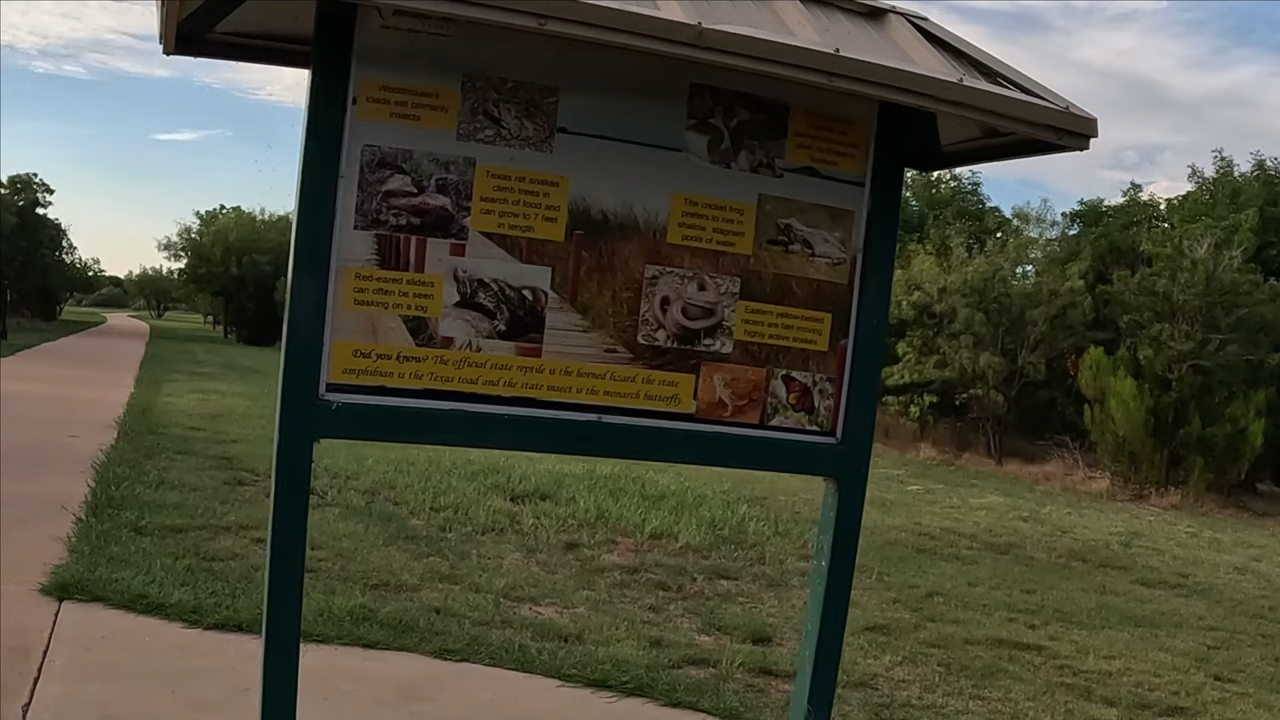 Woodhouse's
toads eat primarily
insects
Texas rat snakes
climb trees in
search of food and
can grow to 7 feet
in length
The cricket frog
prefers to live in
shallow, stagnant
pools of water
Red-eared sliders
can often be seen
basking on a log
Eastern yellow-bellied
racers are fast moving
highly active snakes.
Did you know? The official state reptile is the horned lizard, the state
amphibian is the Texas toad and the state insect is the monarch butterfly.